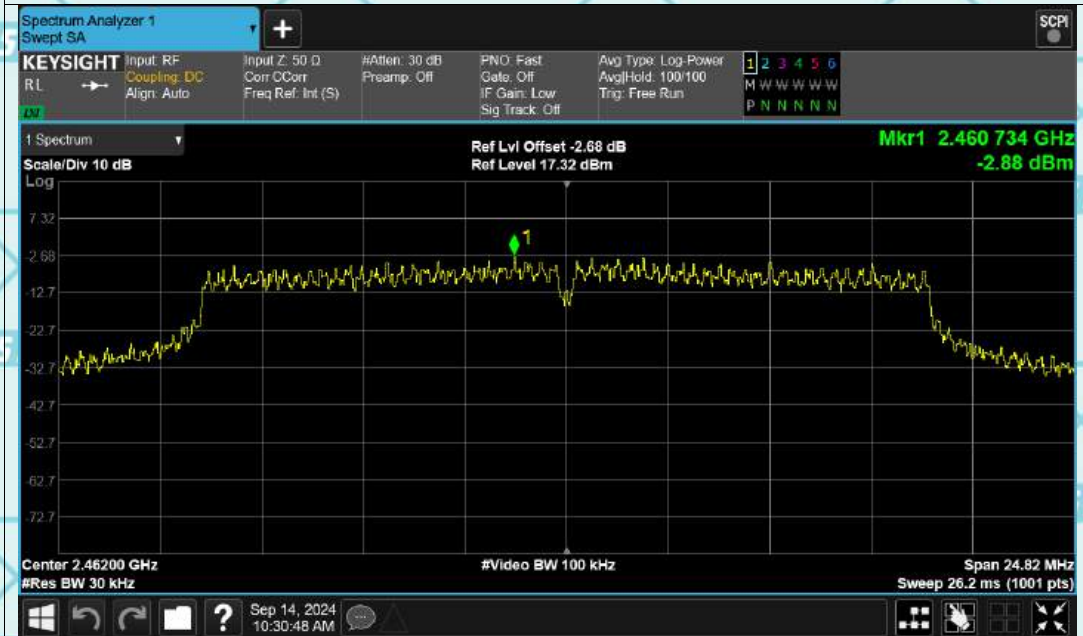 Spectrum Analyzer 1
Swept SA
+
SCPI
KEYSIGHT
RL
LXI
Input: RF
Coupling: DC
Align: Auto
Input Z: 50 Ω
Corr CCorr
Freq Ref: Int (S)
#Atten: 30 dB
Preamp: Off
PNO: Fast
Gate: Off
IF Gain: Low
Sig Track: Off
Avg Type: Log-Power
Avg|Hold: 100/100
Trig: Free Run
1 2 3 4 5 6
M W W W W W
P N N N N N
1 Spectrum
Scale/Div 10 dB
Log
Ref Lvl Offset -2.68 dB
Ref Level 17.32 dBm
Mkr1 2.460 734 GHz
-2.88 dBm
7.32
1
-2.68
-12.7
-22.7
-32.7
-42.7
-52.7
-62.7
-72.7
Center 2.46200 GHz
#Video BW 100 kHz
Span 24.82 MHz
#Res BW 30 kHz
Sweep 26.2 ms (1001 pts)
?
Sep 14, 2024
10:30:48 AM